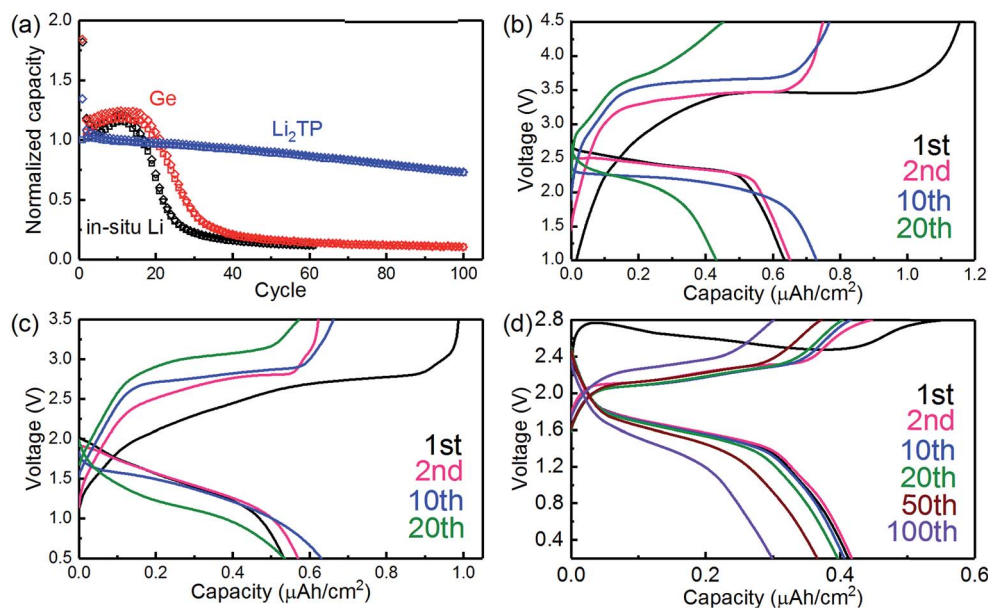 (a)
Normalized capacity
2.0
1.5
1.0
0.5
0.0
Ge
Li₂TP
in-situ Li
0
20
40
60
80
100
Cycle
(b)
Voltage (V)
4.5
4.0
3.5
3.0
2.5
2.0
1.5
1.0
1st
2nd
10th
20th
0.0
0.2
0.4
0.6
0.8
1.0
1.2
Capacity (μAh/cm²)
(c)
Voltage (V)
3.5
3.0
2.5
2.0
1.5
1.0
0.5
1st
2nd
10th
20th
0.0
0.2
0.4
0.6
0.8
1.0
Capacity (μAh/cm²)
(d)
Voltage (V)
2.8
2.4
2.0
1.6
1.2
0.8
0.4
1st
2nd
10th
20th
50th
100th
0.0
0.2
0.4
0.6
Capacity (μAh/cm²)